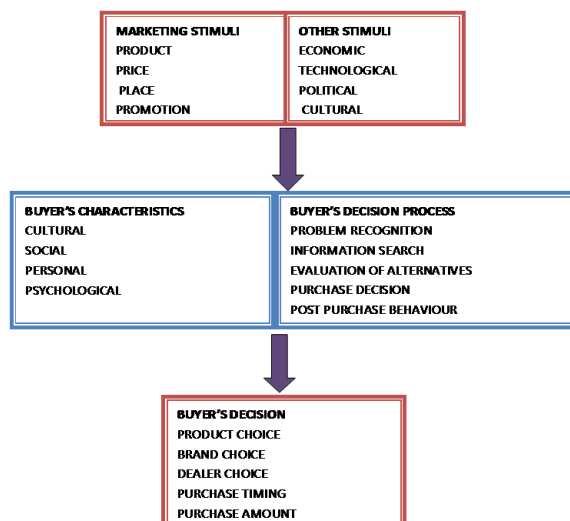 MARKETING STIMULI
PRODUCT
PRICE
PLACE
PROMOTION
OTHER STIMULI
ECONOMIC
TECHNOLOGICAL
POLITICAL
CULTURAL
BUYER'S CHARACTERISTICS
CULTURAL
SOCIAL
PERSONAL
PSYCHOLOGICAL
BUYER'S DECISION PROCESS
PROBLEM RECOGNITION
INFORMATION SEARCH
EVALUATION OF ALTERNATIVES
PURCHASE DECISION
POST PURCHASE BEHAVIOUR
BUYER'S DECISION
PRODUCT CHOICE
BRAND CHOICE
DEALER CHOICE
PURCHASE TIMING
PURCHASE AMOUNT